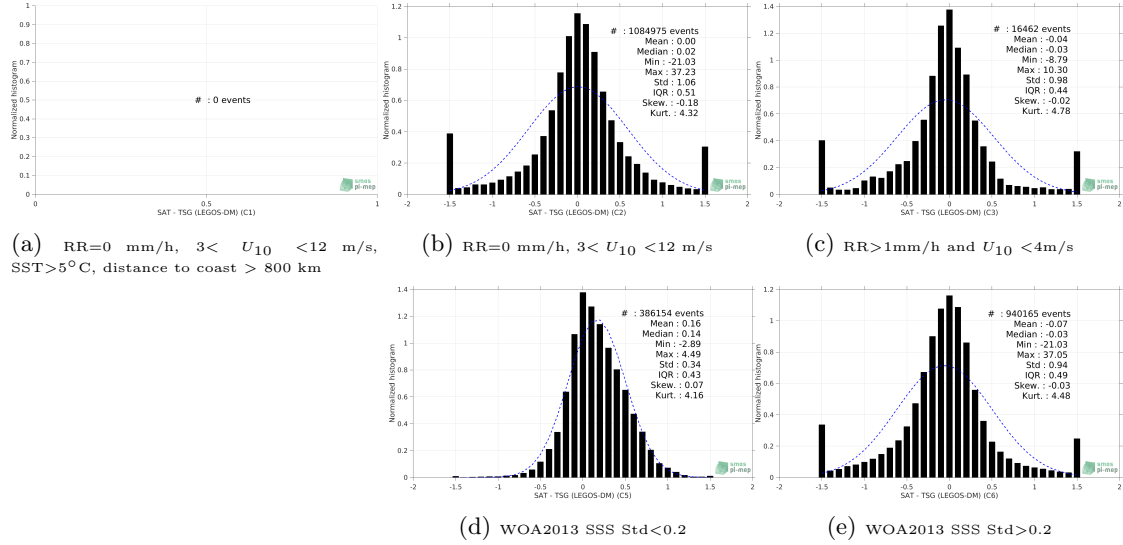 1
0.9
0.8
0.7
0.6
0.5
0.4
0.3
0.2
0.1
0
0
0.5
1
Normalized histogram
# : 0 events
smos
pi-mep
SAT - TSG (LEGOS-DM) (C1)
(a) RR=0 mm/h, 3< U10 <12 m/s,
SST>5°C, distance to coast > 800 km
1.2
1
0.8
0.6
0.4
0.2
0
-2
-1.5
-1
-0.5
0
0.5
1
1.5
2
Normalized histogram
# : 1084975 events
Mean : 0.00
Median : 0.02
Min : -21.03
Max : 37.23
Std : 1.06
IQR : 0.51
Skew. : -0.18
Kurt. : 4.32
smos
pi-mep
SAT - TSG (LEGOS-DM) (C2)
(b) RR=0 mm/h, 3< U10 <12 m/s
1.4
1.2
1
0.8
0.6
0.4
0.2
0
-2
-1.5
-1
-0.5
0
0.5
1
1.5
2
Normalized histogram
# : 16462 events
Mean : -0.04
Median : -0.03
Min : -8.79
Max : 10.30
Std : 0.98
IQR : 0.44
Skew. : -0.02
Kurt. : 4.78
smos
pi-mep
SAT - TSG (LEGOS-DM) (C3)
(c) RR>1mm/h and U10 <4m/s
1.4
1.2
1
0.8
0.6
0.4
0.2
0
-2
-1.5
-1
-0.5
0
0.5
1
1.5
2
Normalized histogram
# : 386154 events
Mean : 0.16
Median : 0.14
Min : -2.89
Max : 4.49
Std : 0.34
IQR : 0.43
Skew. : 0.07
Kurt. : 4.16
smos
pi-mep
SAT - TSG (LEGOS-DM) (C5)
(d) WOA2013 SSS Std<0.2
1.2
1
0.8
0.6
0.4
0.2
0
-2
-1.5
-1
-0.5
0
0.5
1
1.5
2
Normalized histogram
# : 940165 events
Mean : -0.07
Median : -0.03
Min : -21.03
Max : 37.05
Std : 0.94
IQR : 0.49
Skew. : -0.03
Kurt. : 4.48
smos
pi-mep
SAT - TSG (LEGOS-DM) (C6)
(e) WOA2013 SSS Std>0.2